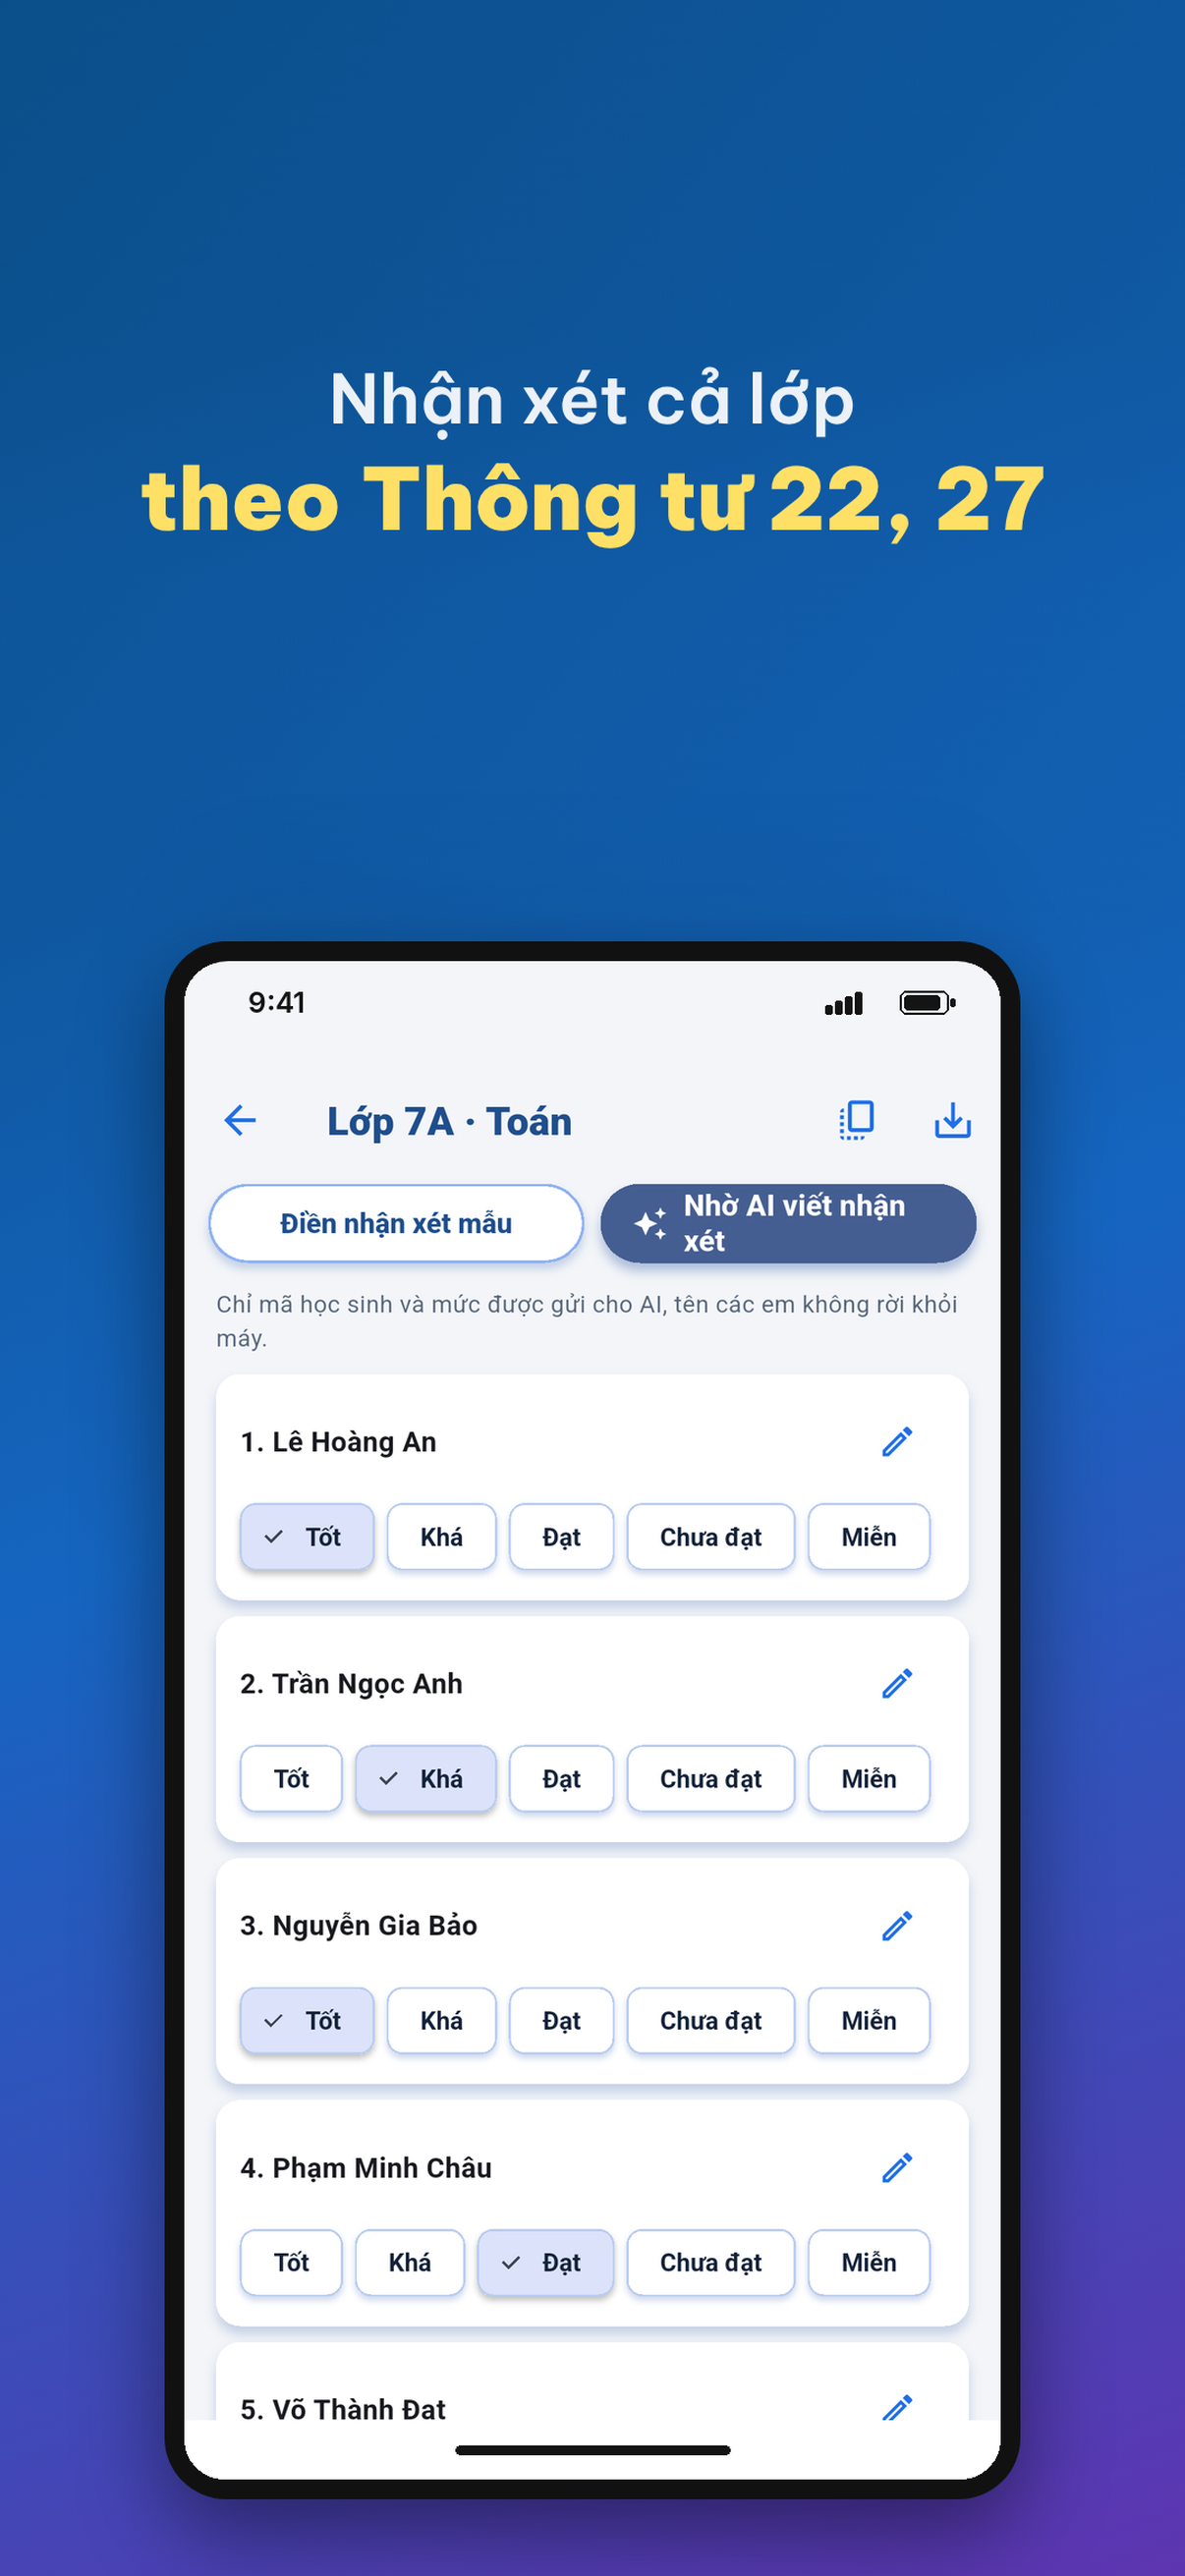 Nhận xét cả lớp
theo Thông tư 22, 27
9:41
Lớp 7A · Toán
Điền nhận xét mẫu
Nhờ AI viết nhận
xét
Chỉ mã học sinh và mức được gửi cho AI, tên các em không rời khỏi
máy.
1. Lê Hoàng An
Tốt Khá Đạt Chưa đạt Miễn
2. Trần Ngọc Anh
Tốt Khá Đạt Chưa đạt Miễn
3. Nguyễn Gia Bảo
Tốt Khá Đạt Chưa đạt Miễn
4. Phạm Minh Châu
Tốt Khá Đạt Chưa đạt Miễn
5. Võ Thành Đạt